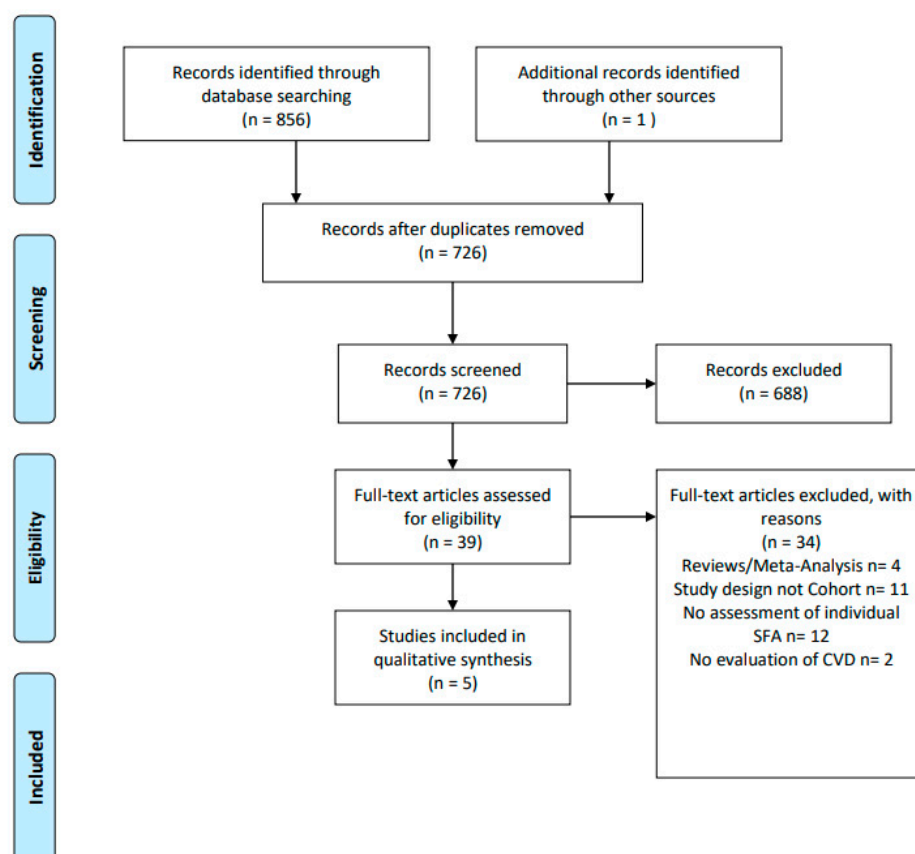 Identification
Records identified through
database searching
(n = 856)
Additional records identified
through other sources
(n = 1 )
Records after duplicates removed
(n = 726)
Screening
Records screened
(n = 726)
Records excluded
(n = 688)
Eligibility
Full-text articles assessed
for eligibility
(n = 39)
Full-text articles excluded, with
reasons
(n = 34)
Reviews/Meta-Analysis n= 4
Study design not Cohort n= 11
No assessment of individual
SFA n= 12
No evaluation of CVD n= 2
Studies included in
qualitative synthesis
(n = 5)
Included